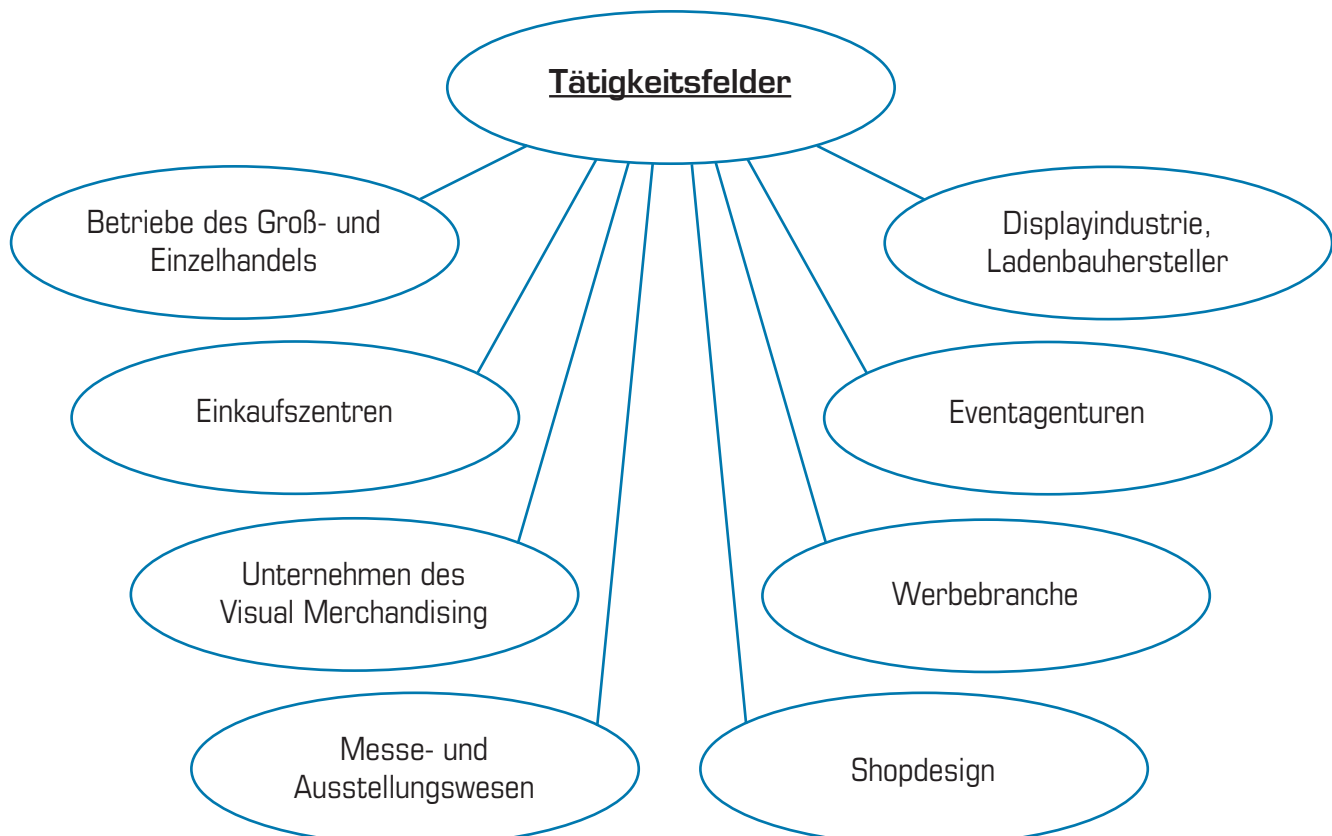 Tätigkeitsfelder
Betriebe des Groß- und
Einzelhandels
Displayindustrie,
Ladenbauhersteller
Einkaufszentren
Eventagenturen
Unternehmen des
Visual Merchandising
Werbebranche
Messe- und
Ausstellungswesen
Shopdesign